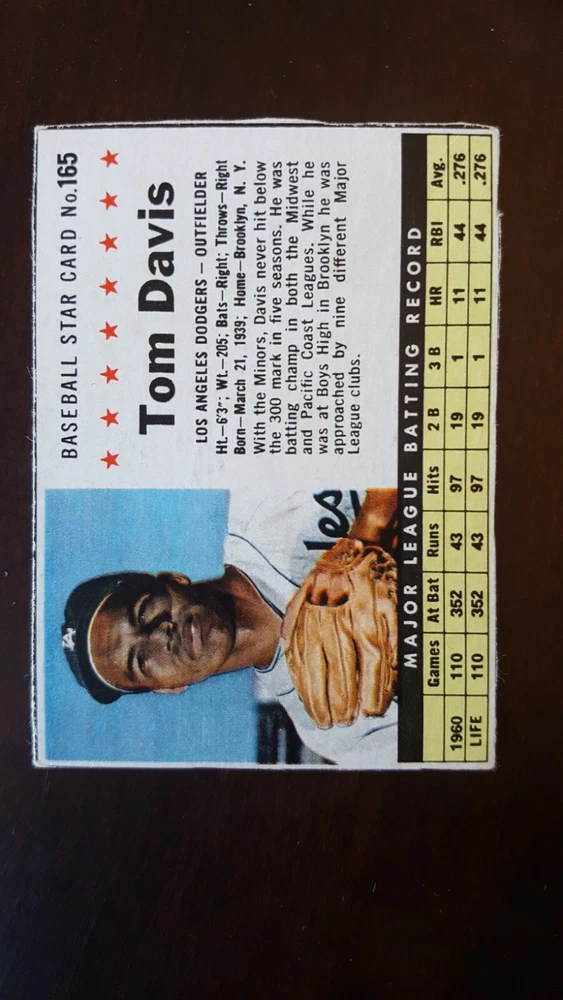 BASEBALL STAR CARD No.165
★ ★ ★ ★ ★ ★ ★ ★
Tom Davis
LOS ANGELES DODGERS — OUTFIELDER
Ht.—6'3"; Wt.—205; Bats—Right; Throws—Right
Born—March 21, 1939; Home—Brooklyn, N. Y.
With the Minors, Davis never hit below
the 300 mark in five seasons. He was
batting champ in both the Midwest
and Pacific Coast Leagues. While he
was at Boys High in Brooklyn he was
approached by nine different Major
League clubs.
LA
les
MAJOR LEAGUE BATTING RECORD
Games At Bat Runs Hits 2 B 3 B HR RBI Avg.
1960 110 352 43 97 19 1 11 44 .276
LIFE 110 352 43 97 19 1 11 44 .276